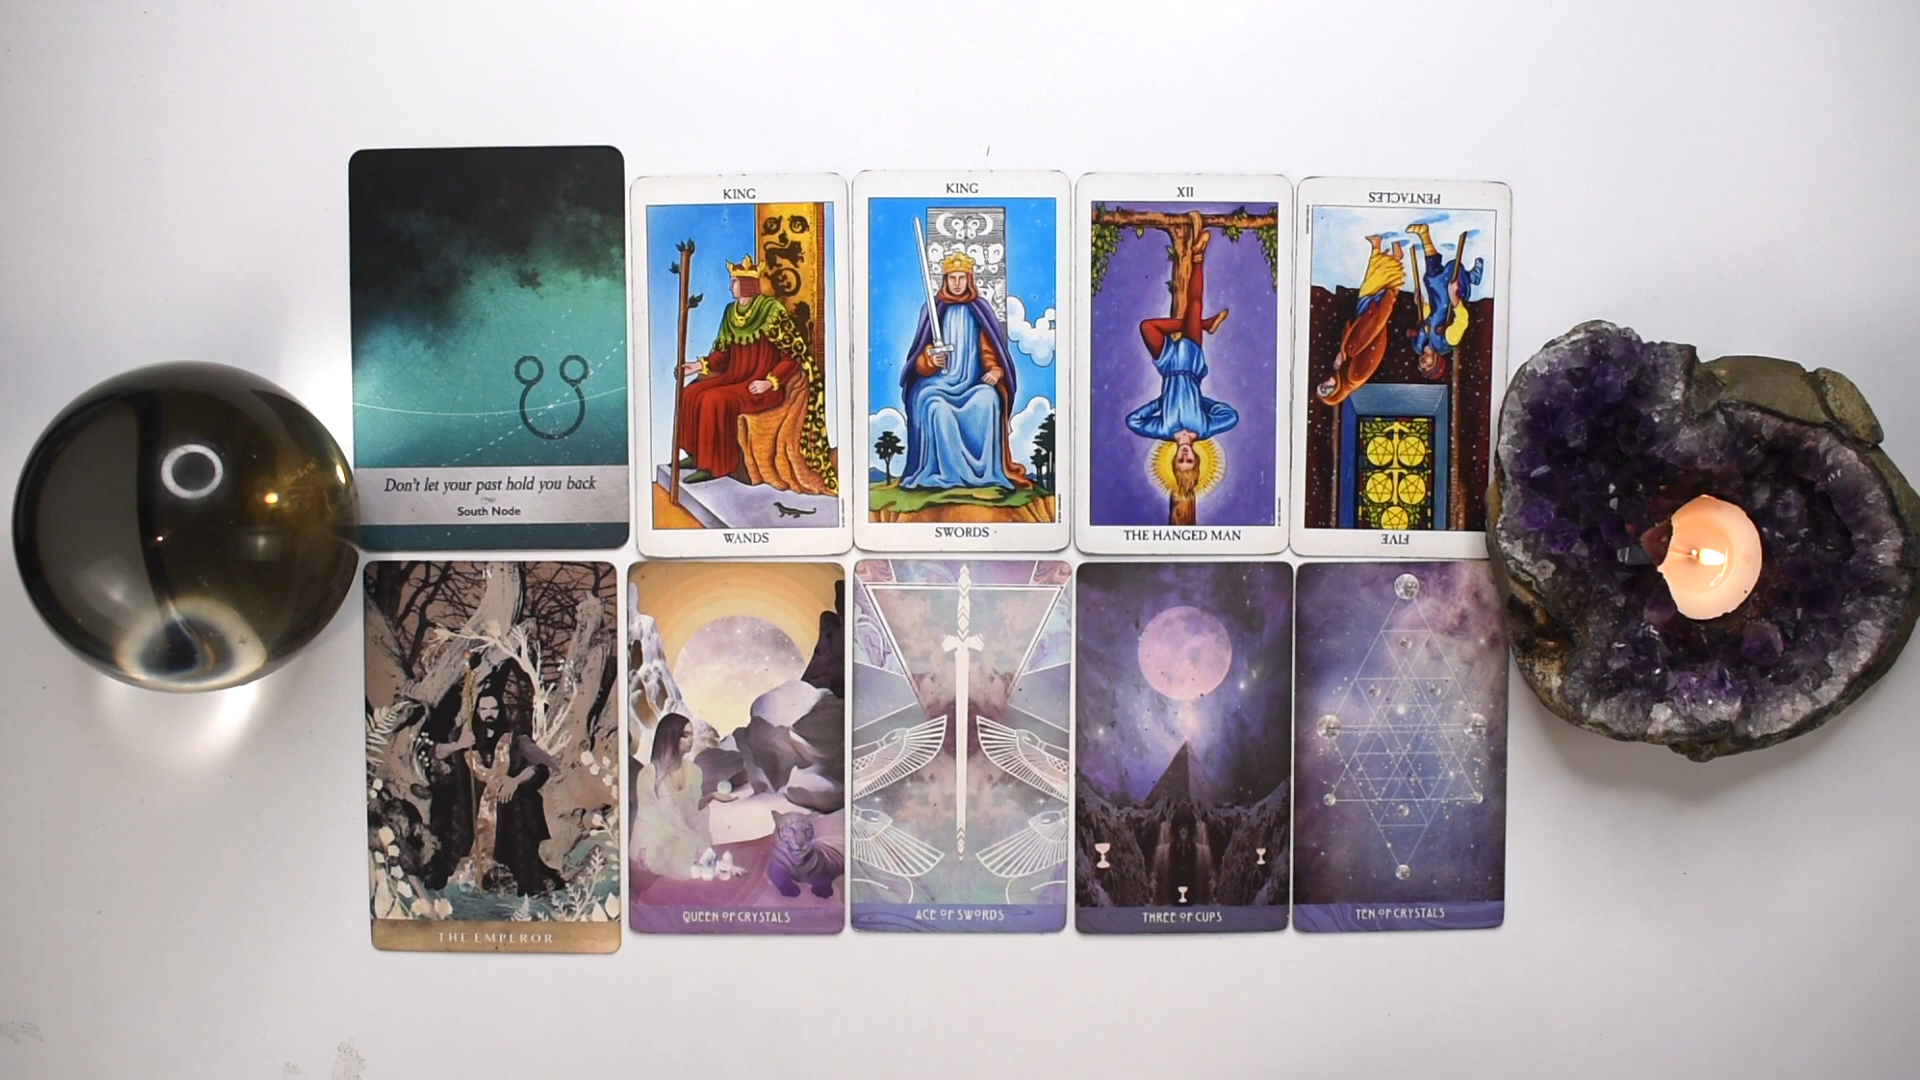 Don't let your past hold you back
South Node
KING
WANDS
KING
SWORDS
XII
THE HANGED MAN
PENTACLES
FIVE
IV
THE EMPEROR
QUEEN OF CRYSTALS
ACE OF SWORDS
THREE OF CUPS
TEN OF CRYSTALS